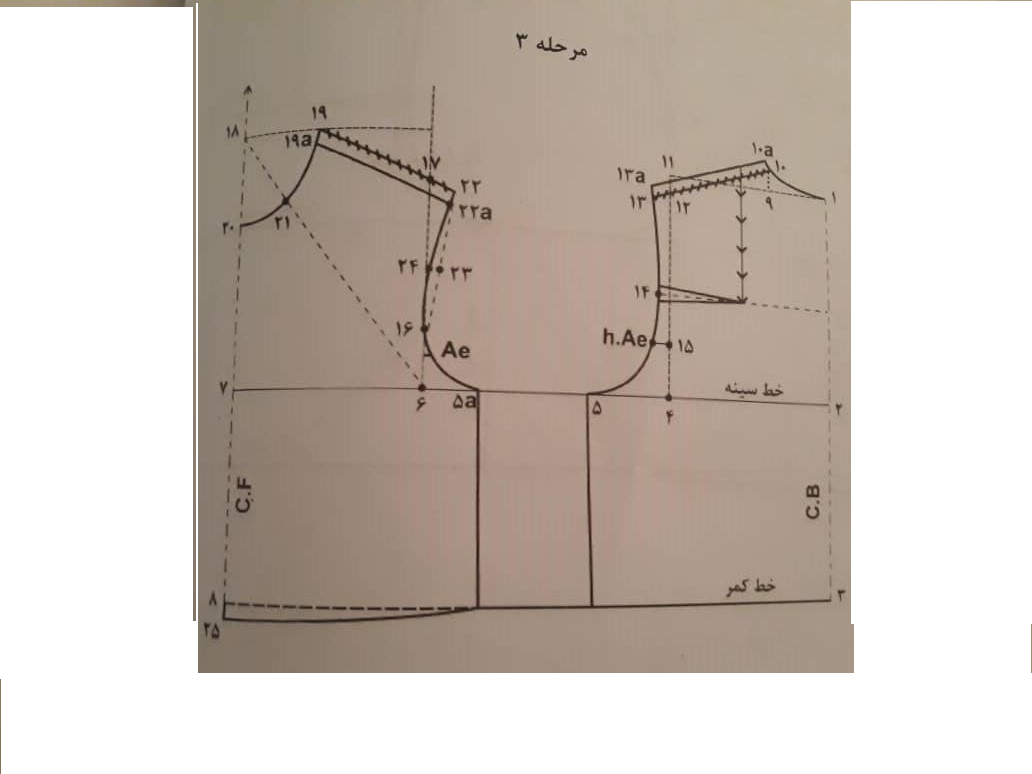 مرحله ۳
۱۹
۱۸
۱۹a
۱۷
۲۲
۲۲a
۲۱
۲۰
۲۴
۲۳
۱۶
Ae
۷
۶
۵a
C.F
۸
۲۵
۱۰a
۱۱
۱۰
۱۳a
۱۳
۱۲
۹
۱
۱۴
h.Ae
۱۵
خط سینه
۵
۴
۲
C.B
خط کمر
۳